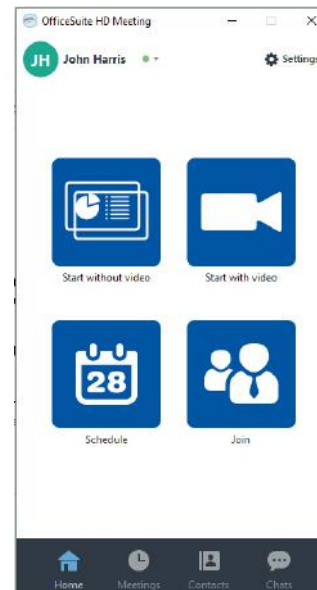 OfficeSuite HD Meeting
JH John Harris Settings
Start without video Start with video
28
Schedule Join
Home Meetings Contacts Chats